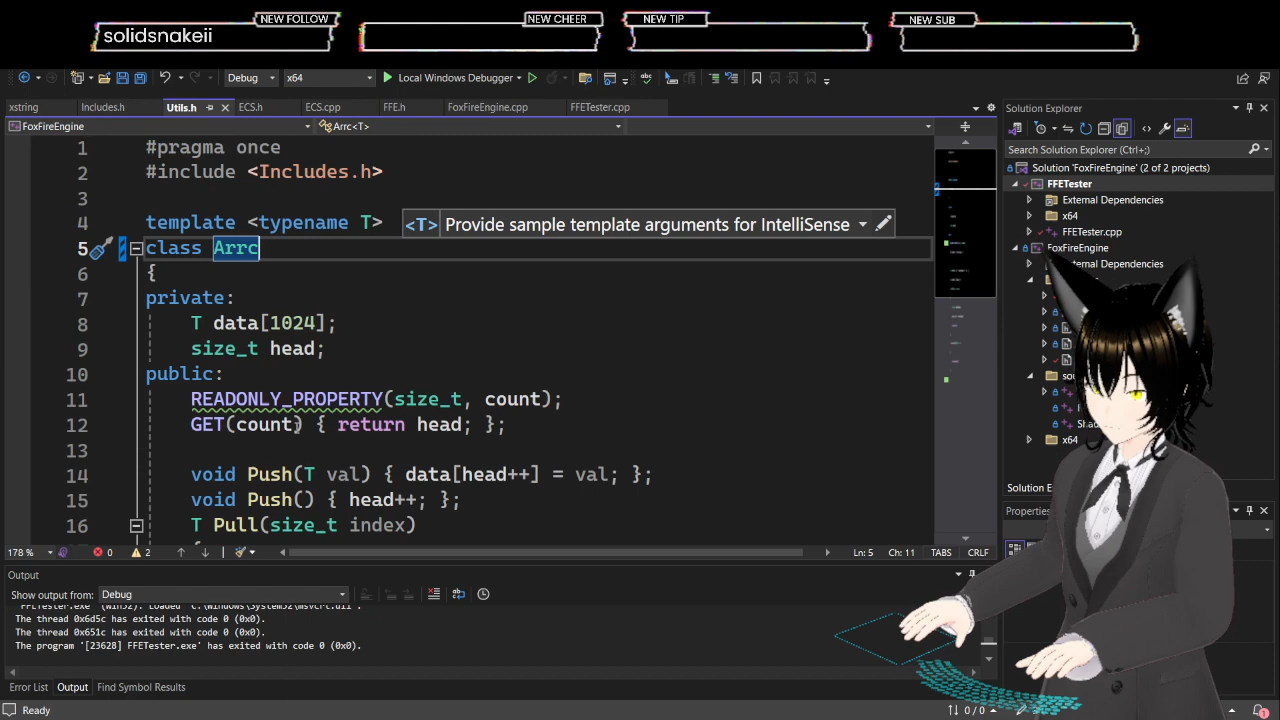 NEW FOLLOW
solidsnakeii
NEW CHEER
NEW TIP
NEW SUB
Debug
x64
Local Windows Debugger
xstring
Includes.h
Utils.h
ECS.h
ECS.cpp
FFE.h
FoxFireEngine.cpp
FFETester.cpp
FoxFireEngine
Arrc<T>
1 #pragma once
2 #include <Includes.h>
3
4 template <typename T>
<T> Provide sample template arguments for IntelliSense
5 class Arrc
6 {
7 private:
8 T data[1024];
9 size_t head;
10 public:
11 READONLY_PROPERTY(size_t, count);
12 GET(count) { return head; };
13
14 void Push(T val) { data[head++] = val; };
15 void Push() { head++; };
16 T Pull(size_t index)
178 %
0
2
Ln: 5
Ch: 11
TABS
CRLF
Output
Show output from: Debug
The thread 0x6d5c has exited with code 0 (0x0).
The thread 0x651c has exited with code 0 (0x0).
The program '[23628] FFETester.exe' has exited with code 0 (0x0).
Error List
Output
Find Symbol Results
Ready
0 / 0
Solution Explorer
Search Solution Explorer (Ctrl+;)
Solution 'FoxFireEngine' (2 of 2 projects)
FFETester
External Dependencies
x64
FFETester.cpp
FoxFireEngine
External Dependencies
x64
Properties
1